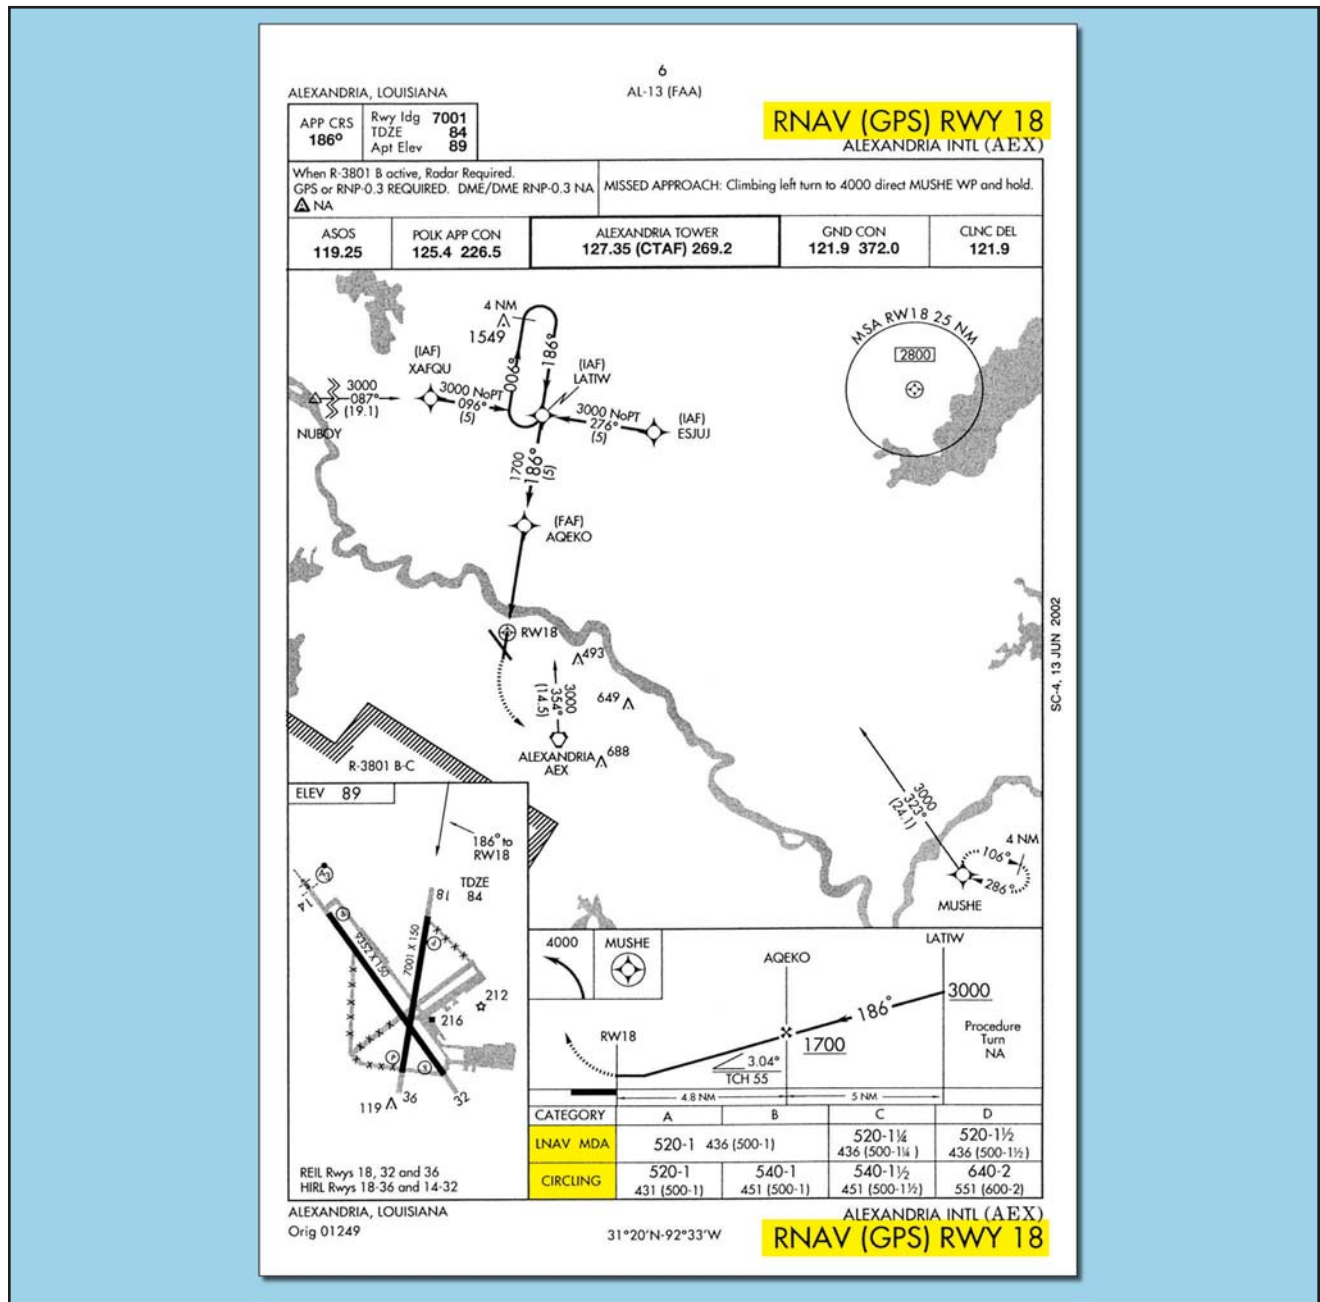 6
ALEXANDRIA, LOUISIANA
AL-13 (FAA)
RNAV (GPS) RWY 18
ALEXANDRIA INTL (AEX)
APP CRS
186°
Rwy ldg 7001
TDZE 84
Apt Elev 89
When R-3801 B active, Radar Required.
GPS or RNP-0.3 REQUIRED. DME/DME RNP-0.3 NA
A NA
MISSED APPROACH: Climbing left turn to 4000 direct MUSHE WP and hold.
ASOS
119.25
POLK APP CON
125.4 226.5
ALEXANDRIA TOWER
127.35 (CTAF) 269.2
GND CON
121.9 372.0
CLNC DEL
121.9
4 NM
1549
006°
186°
(IAF)
XAFQU
(IAF)
LATIW
3000
087°
(19.1)
NUBOY
3000 NoPT
096°
(5)
3000 NoPT
276°
(5)
(IAF)
ESJUJ
MSA RW18 25 NM
2800
1700
186°
(5)
(FAF)
AQEKO
RW18
493
3000
354°
(14.5)
649
ALEXANDRIA
AEX
688
R-3801 B-C
3000
323°
(24.1)
4 NM
106°
286°
MUSHE
SC-4, 13 JUN 2002
ELEV 89
186° to
RW18
TDZE
84
18
14
A5
9352 X 150
7001 X 150
212
216
119
36
32
REIL Rwys 18, 32 and 36
HIRL Rwys 18-36 and 14-32
4000
MUSHE
AQEKO
LATIW
3000
186°
Procedure
Turn
NA
RW18
1700
3.04°
TCH 55
4.8 NM
5 NM
CATEGORY A B C D
LNAV MDA
520-1 436 (500-1)
520-1¼
436 (500-1¼ )
520-1½
436 (500-1½)
CIRCLING
520-1
431 (500-1)
540-1
451 (500-1)
540-1½
451 (500-1½)
640-2
551 (600-2)
ALEXANDRIA, LOUISIANA
Orig 01249
31°20'N-92°33'W
ALEXANDRIA INTL (AEX)
RNAV (GPS) RWY 18